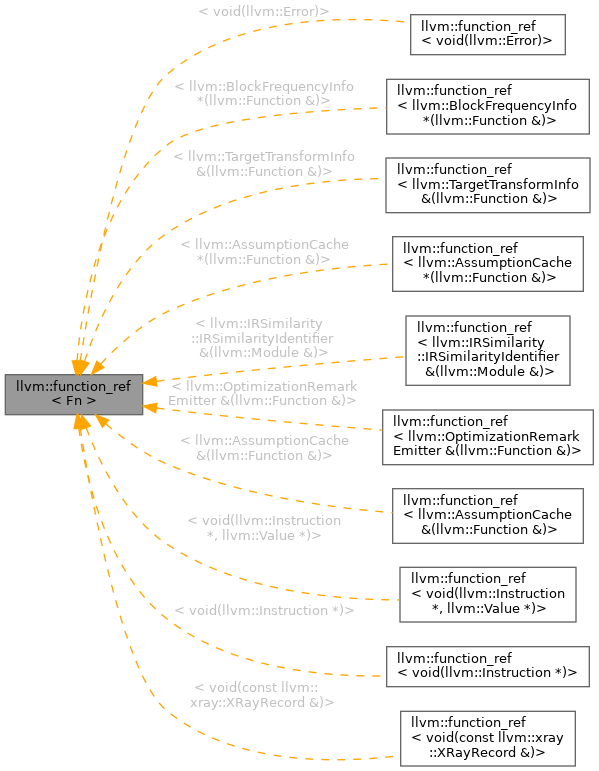 < void(llvm::Error)>
llvm::function_ref
< void(llvm::Error)>
< llvm::BlockFrequencyInfo
*(llvm::Function &)>
llvm::function_ref
< llvm::BlockFrequencyInfo
*(llvm::Function &)>
< llvm::TargetTransformInfo
&(llvm::Function &)>
llvm::function_ref
< llvm::TargetTransformInfo
&(llvm::Function &)>
< llvm::AssumptionCache
*(llvm::Function &)>
llvm::function_ref
< llvm::AssumptionCache
*(llvm::Function &)>
< llvm::IRSimilarity
::IRSimilarityIdentifier
&(llvm::Module &)>
llvm::function_ref
< llvm::IRSimilarity
::IRSimilarityIdentifier
&(llvm::Module &)>
llvm::function_ref
< Fn >
< llvm::OptimizationRemark
Emitter &(llvm::Function &)>
llvm::function_ref
< llvm::OptimizationRemark
Emitter &(llvm::Function &)>
< llvm::AssumptionCache
&(llvm::Function &)>
llvm::function_ref
< llvm::AssumptionCache
&(llvm::Function &)>
< void(llvm::Instruction
*, llvm::Value *)>
llvm::function_ref
< void(llvm::Instruction
*, llvm::Value *)>
< void(llvm::Instruction *)>
llvm::function_ref
< void(llvm::Instruction *)>
< void(const llvm::
xray::XRayRecord &)>
llvm::function_ref
< void(const llvm::xray
::XRayRecord &)>